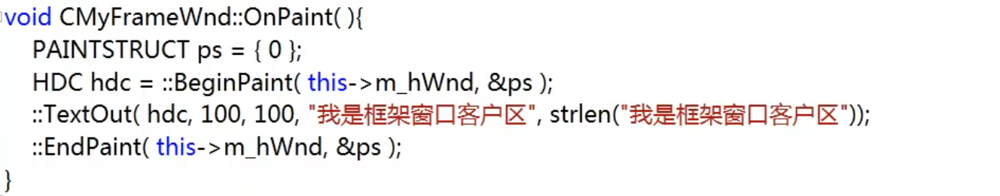 void CMyFrameWnd::OnPaint( ){
PAINTSTRUCT ps = { 0 };
HDC hdc = ::BeginPaint( this->m_hWnd, &ps );
::TextOut( hdc, 100, 100, "我是框架窗口客户区", strlen("我是框架窗口客户区"));
::EndPaint( this->m_hWnd, &ps );
}